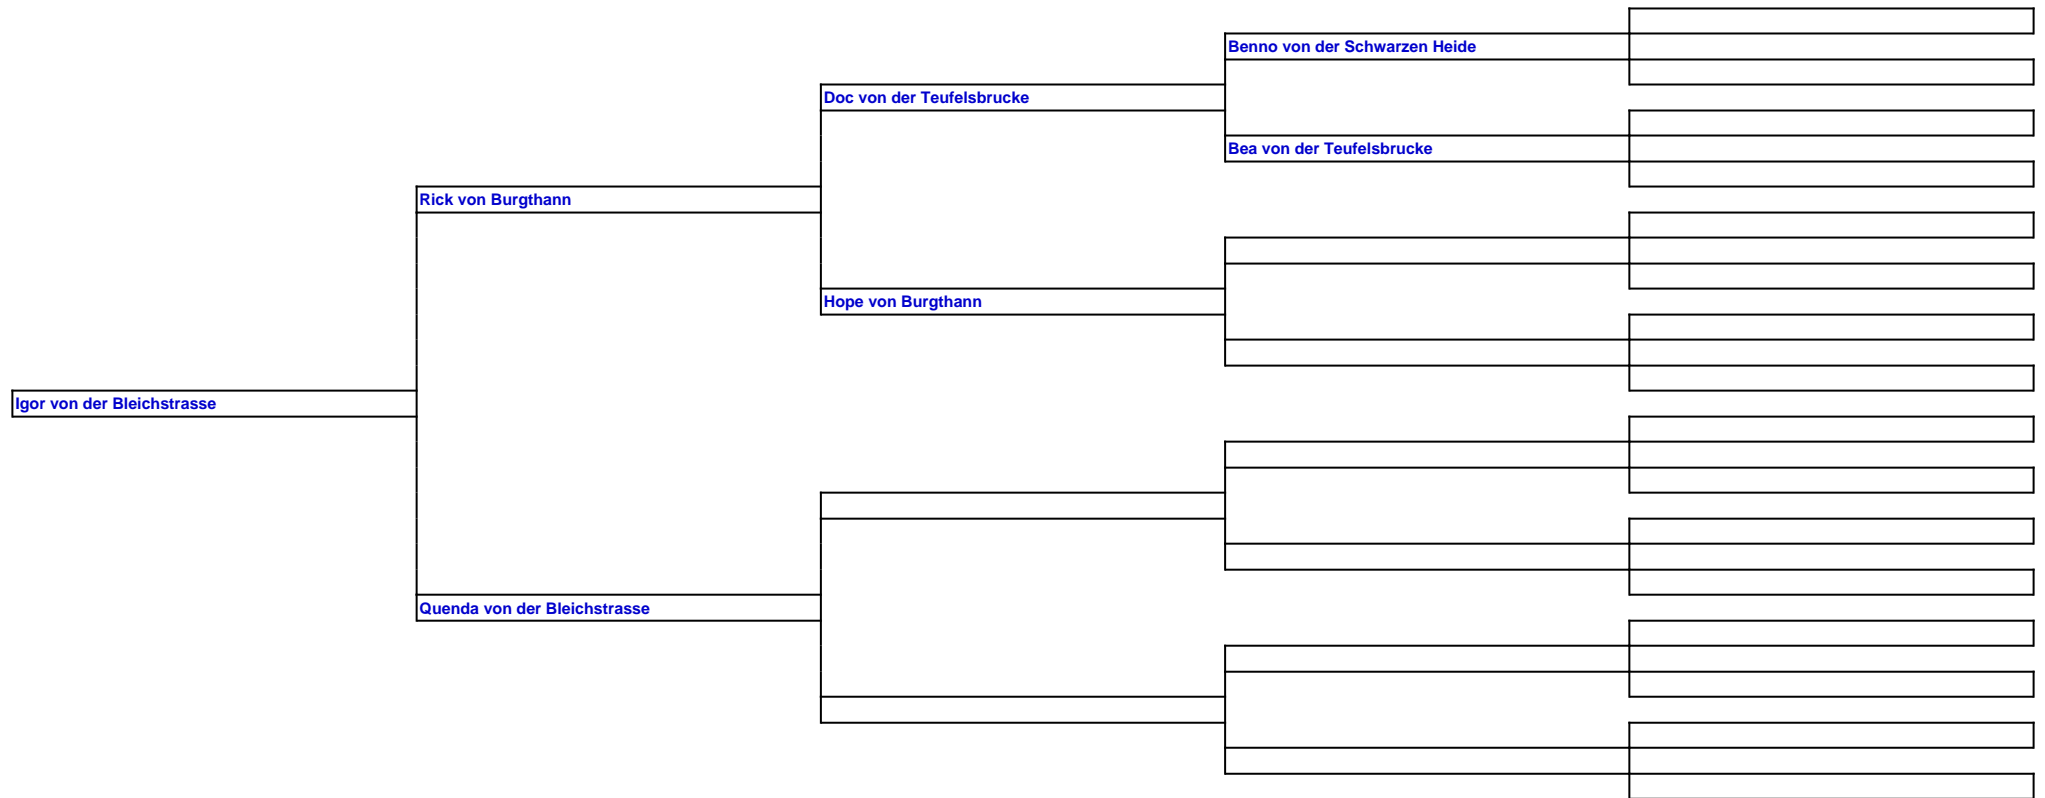 Benno von der Schwarzen Heide
Doc von der Teufelsbrucke
Bea von der Teufelsbrucke
Rick von Burgthann
Hope von Burgthann
Igor von der Bleichstrasse
Quenda von der Bleichstrasse